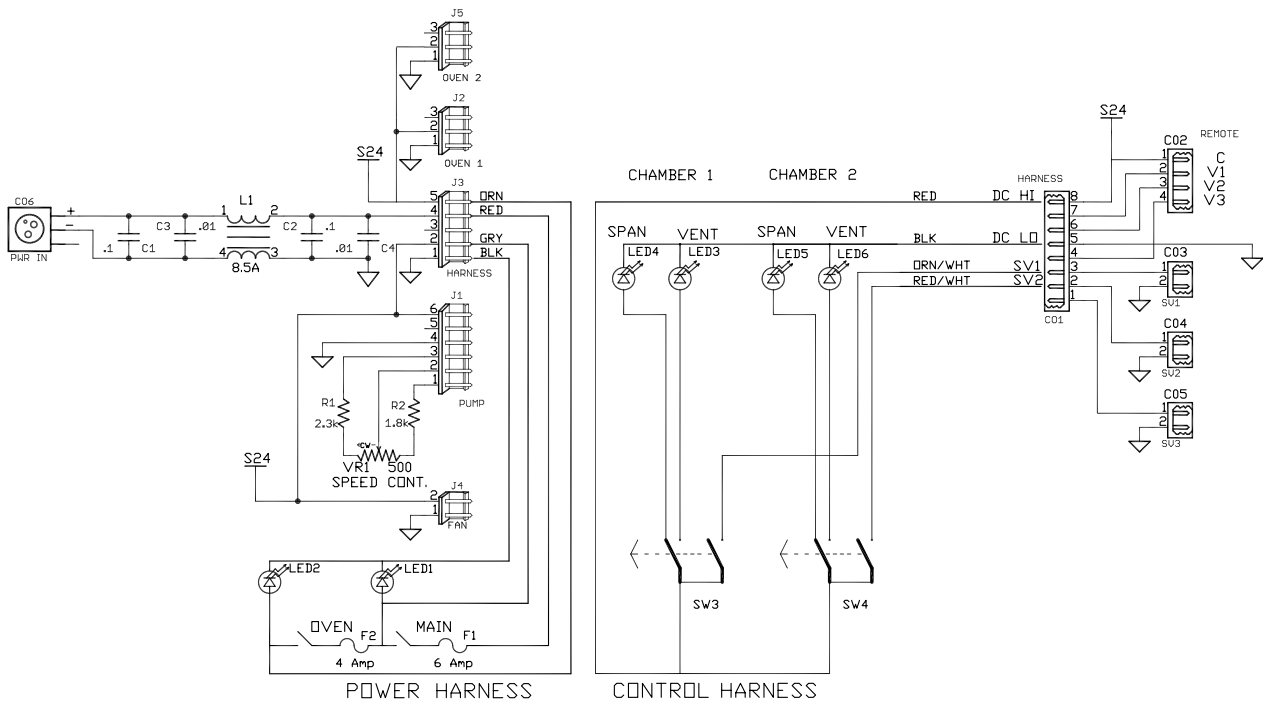 J5
3
2
1
OVEN 2
J2
3
2
1
OVEN 1
S24
J3
5
4
3
2
1
ORN
RED
GRY
BLK
HARNESS
C06
+
-
PWR IN
.1
C1
C3
.01
L1
1
2
4
3
8.5A
C2
.1
.01
C4
J1
6
5
4
3
2
1
PUMP
R1
2.3k
R2
1.8k
CW
VR1 500
SPEED CONT.
S24
J4
2
1
FAN
LED2
LED1
OVEN
F2
MAIN
F1
4 Amp
6 Amp
POWER HARNESS
CHAMBER 1
CHAMBER 2
SPAN
VENT
SPAN
VENT
LED4
LED3
LED5
LED6
RED
DC HI
BLK
DC LO
ORN/WHT
SV1
RED/WHT
SV2
HARNESS
8
7
6
5
4
3
2
1
C01
S24
C02
REMOTE
1
2
3
4
C
V1
V2
V3
C03
1
2
SV1
C04
1
2
SV2
C05
1
2
SV3
SW3
SW4
CONTROL HARNESS